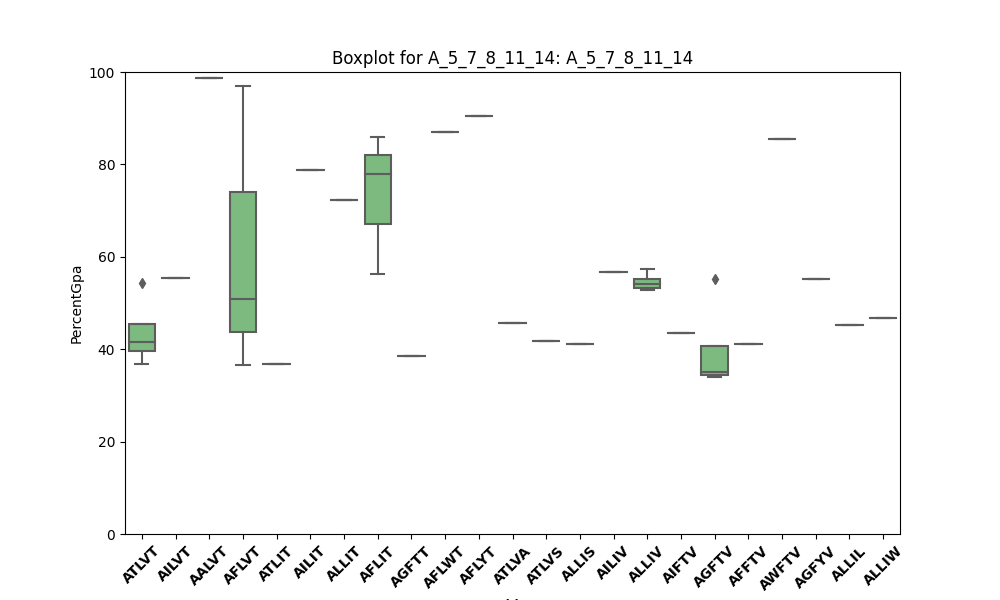 Boxplot for A_5_7_8_11_14: A_5_7_8_11_14
100
80
60
40
20
0
PercentGpa
ATLVT
AILVT
AALVT
AFLVT
ATLIT
AILIT
ALLIT
AFLIT
AGFTT
AFLWT
AFLYT
ATLVA
ATLVS
ALLIS
AILIV
ALLIV
AIFTV
AGFTV
AFFTV
AWFTV
AGFYV
ALLIL
ALLIW